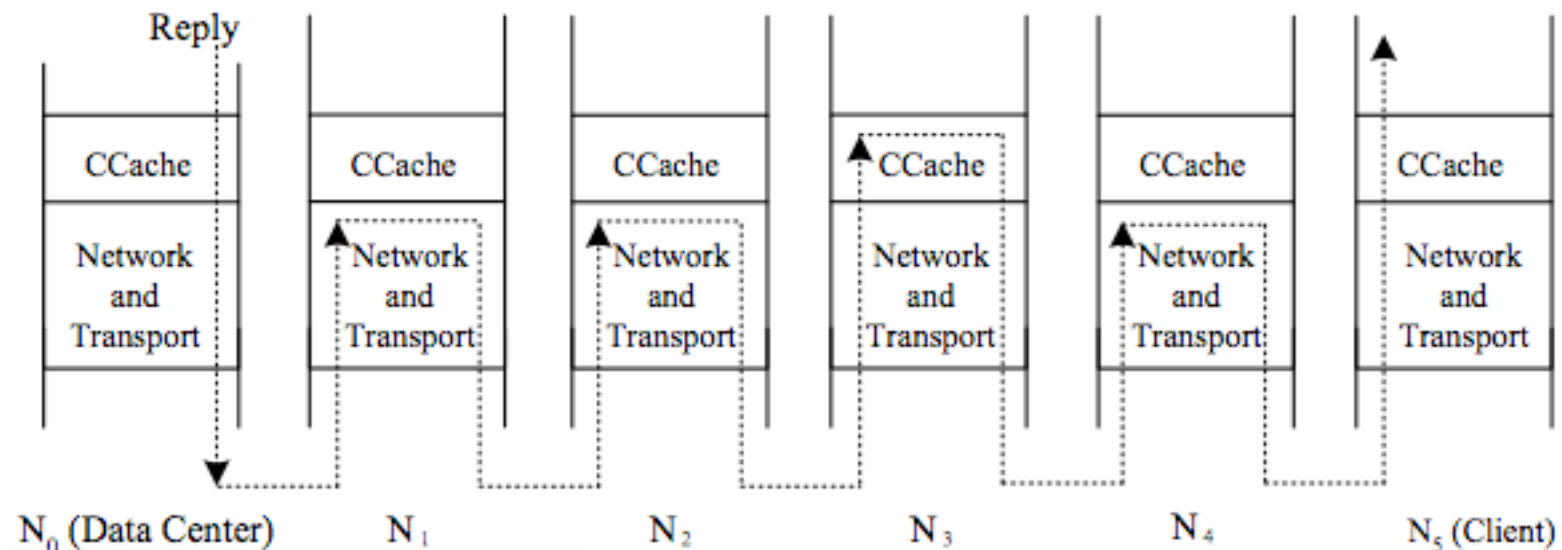 Reply
CCache CCache CCache CCache CCache CCache
Network Network Network Network Network Network
and and and and and and
Transport Transport Transport Transport Transport Transport
N₀ (Data Center) N₁ N₂ N₃ N₄ N₅ (Client)